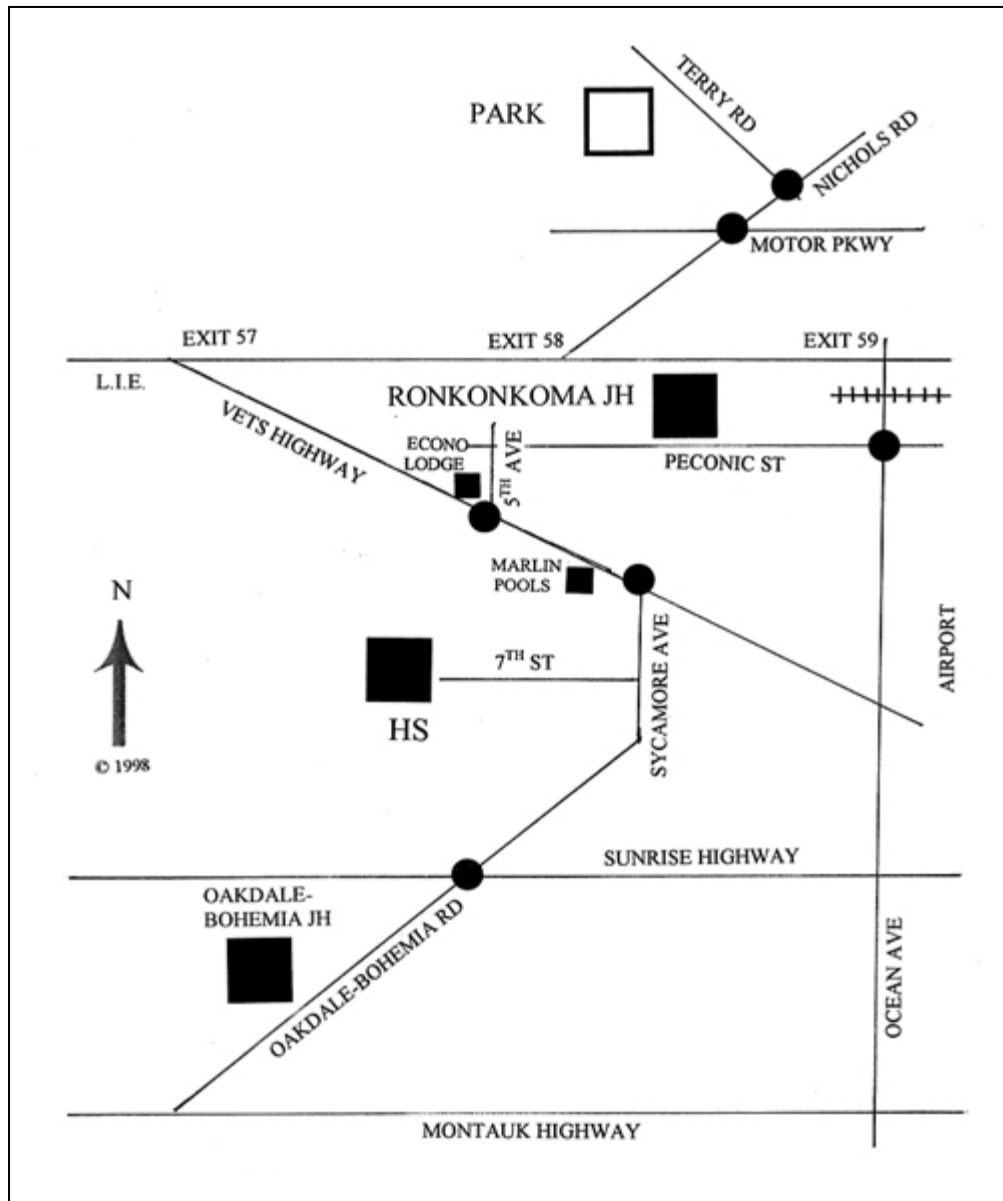 TERRY RD
PARK
NICHOLS RD
MOTOR PKWY
EXIT 57
EXIT 58
EXIT 59
L.I.E.
RONKONKOMA JH
VETS HIGHWAY
ECONO
LODGE
5TH AVE
PECONIC ST
MARLIN
POOLS
N
7TH ST
SYCAMORE AVE
AIRPORT
HS
© 1998
SUNRISE HIGHWAY
OAKDALE-
BOHEMIA JH
OAKDALE-BOHEMIA RD
OCEAN AVE
MONTAUK HIGHWAY